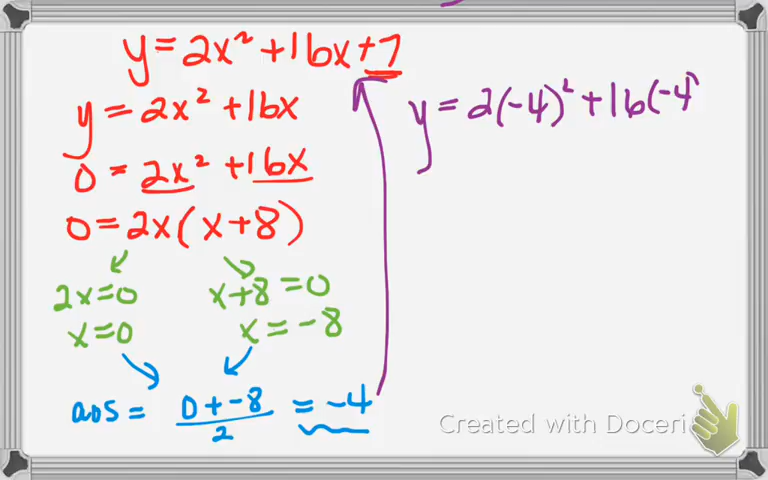 y = 2x² + 16x + 7
y = 2x² + 16x
0 = 2x² + 16x
0 = 2x(x+8)
2x=0
x=0
x+8=0
x=-8
aos = (0 + -8)/2 = -4
y = 2(-4)² + 16(-4)
Created with Doceri